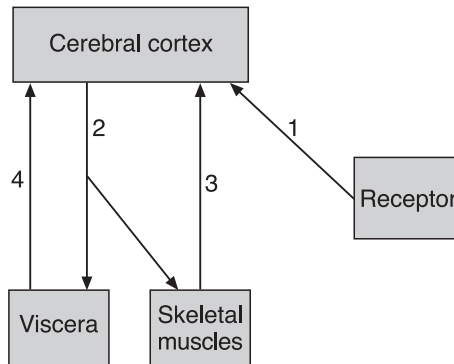 Cerebral cortex
2
1
4
3
Receptor
Viscera
Skeletal
muscles